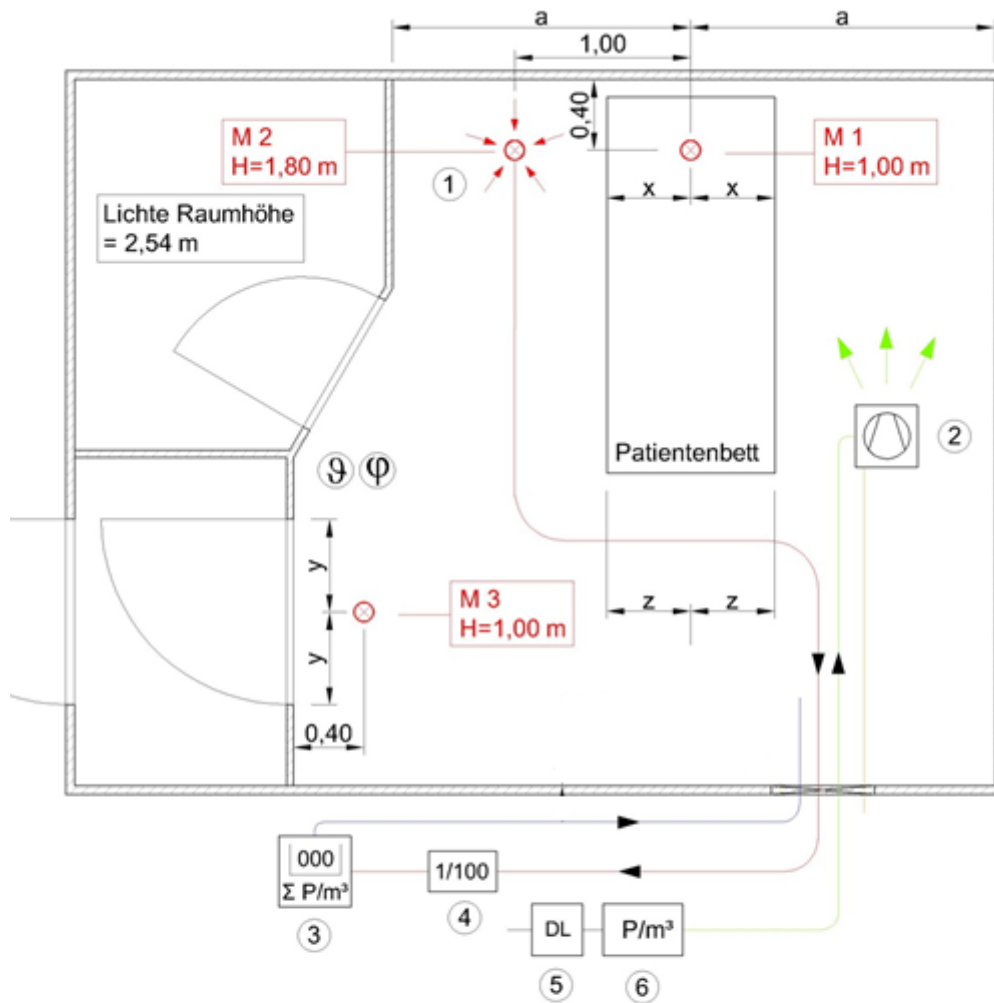 a
a
1,00
0,40
M 2
H=1,80 m
M 1
H=1,00 m
1
x
x
Lichte Raumhöhe
= 2,54 m
2
Patientenbett
ϑ φ
y
M 3
H=1,00 m
z
z
y
0,40
000
Σ P/m³
1/100
3
4
DL
P/m³
5
6